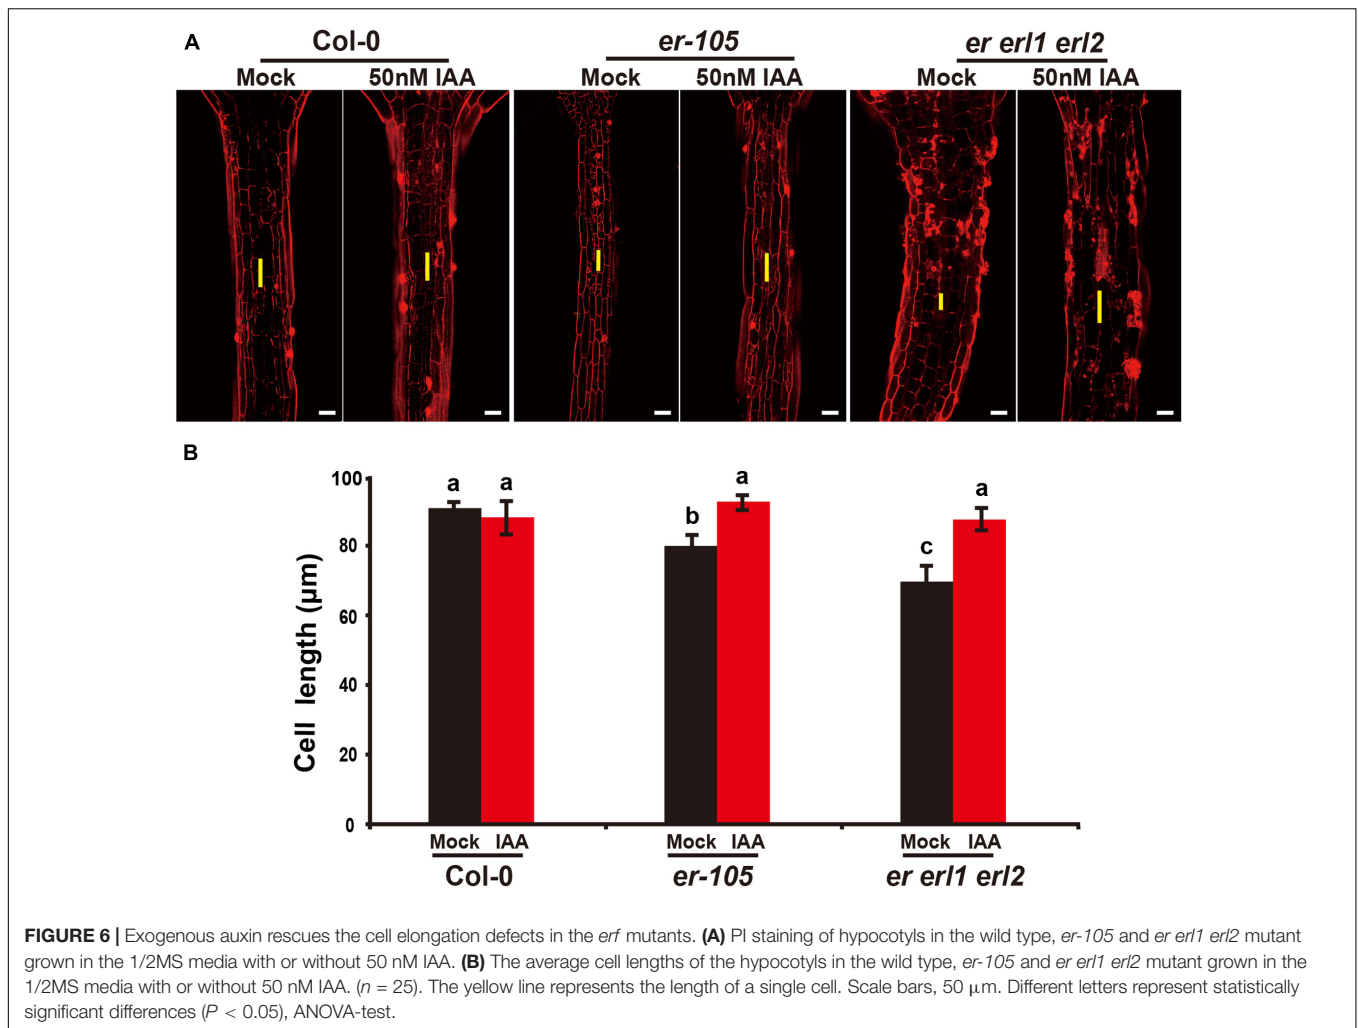 A
Col-0
er-105
er erl1 erl2
Mock
50nM IAA
Mock
50nM IAA
Mock
50nM IAA
B
Cell length (μm)
100
80
60
40
20
0
a
a
b
a
c
a
Mock IAA
Mock IAA
Mock IAA
Col-0
er-105
er erl1 erl2
FIGURE 6 | Exogenous auxin rescues the cell elongation defects in the erf mutants. (A) PI staining of hypocotyls in the wild type, er-105 and er erl1 erl2 mutant
grown in the 1/2MS media with or without 50 nM IAA. (B) The average cell lengths of the hypocotyls in the wild type, er-105 and er erl1 erl2 mutant grown in the
1/2MS media with or without 50 nM IAA. (n = 25). The yellow line represents the length of a single cell. Scale bars, 50 μm. Different letters represent statistically
significant differences (P < 0.05), ANOVA-test.